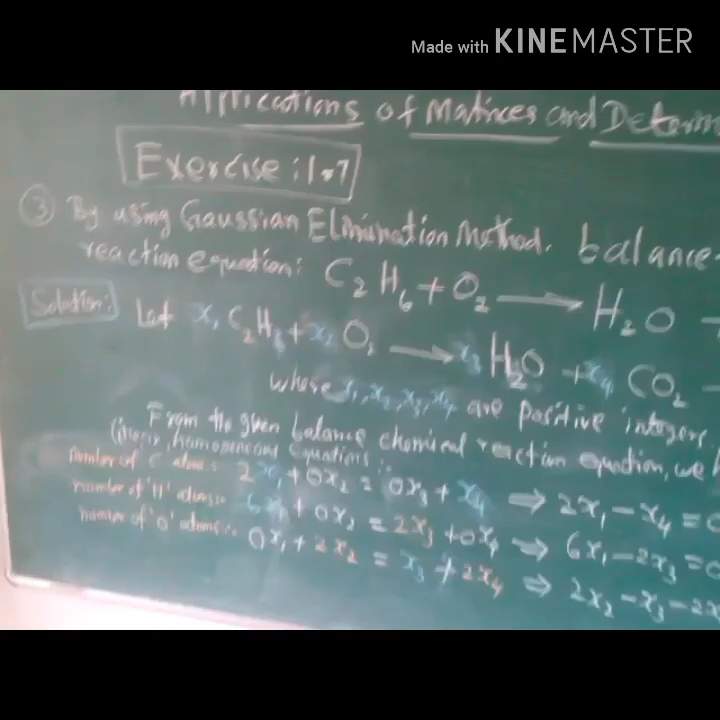 Made with KINEMASTER
Applications of Matrices and Determ
Exercise : 1.7
③ By using Gaussian Elimination Method. balance
reaction equation: C₂H₆ + O₂ ⟶ H₂O
Solution: Let x₁ C₂H₆ + x₂ O₂ ⟶ x₃ H₂O + x₄ CO₂
where x₁, x₂, x₃, x₄ are positive integers.
From the given balance chemical reaction equation, we
homogeneous Equations :
number of C atoms : 2x₁ + 0x₂ = 0x₃ + x₄ ⇒ 2x₁ − x₄ = 0
number of 'H' atoms : 6x₁ + 0x₂ = 2x₃ + 0x₄ ⇒ 6x₁ − 2x₃ = 0
number of 'O' atoms : 0x₁ + 2x₂ = x₃ + 2x₄ ⇒ 2x₂ − x₃ − 2x